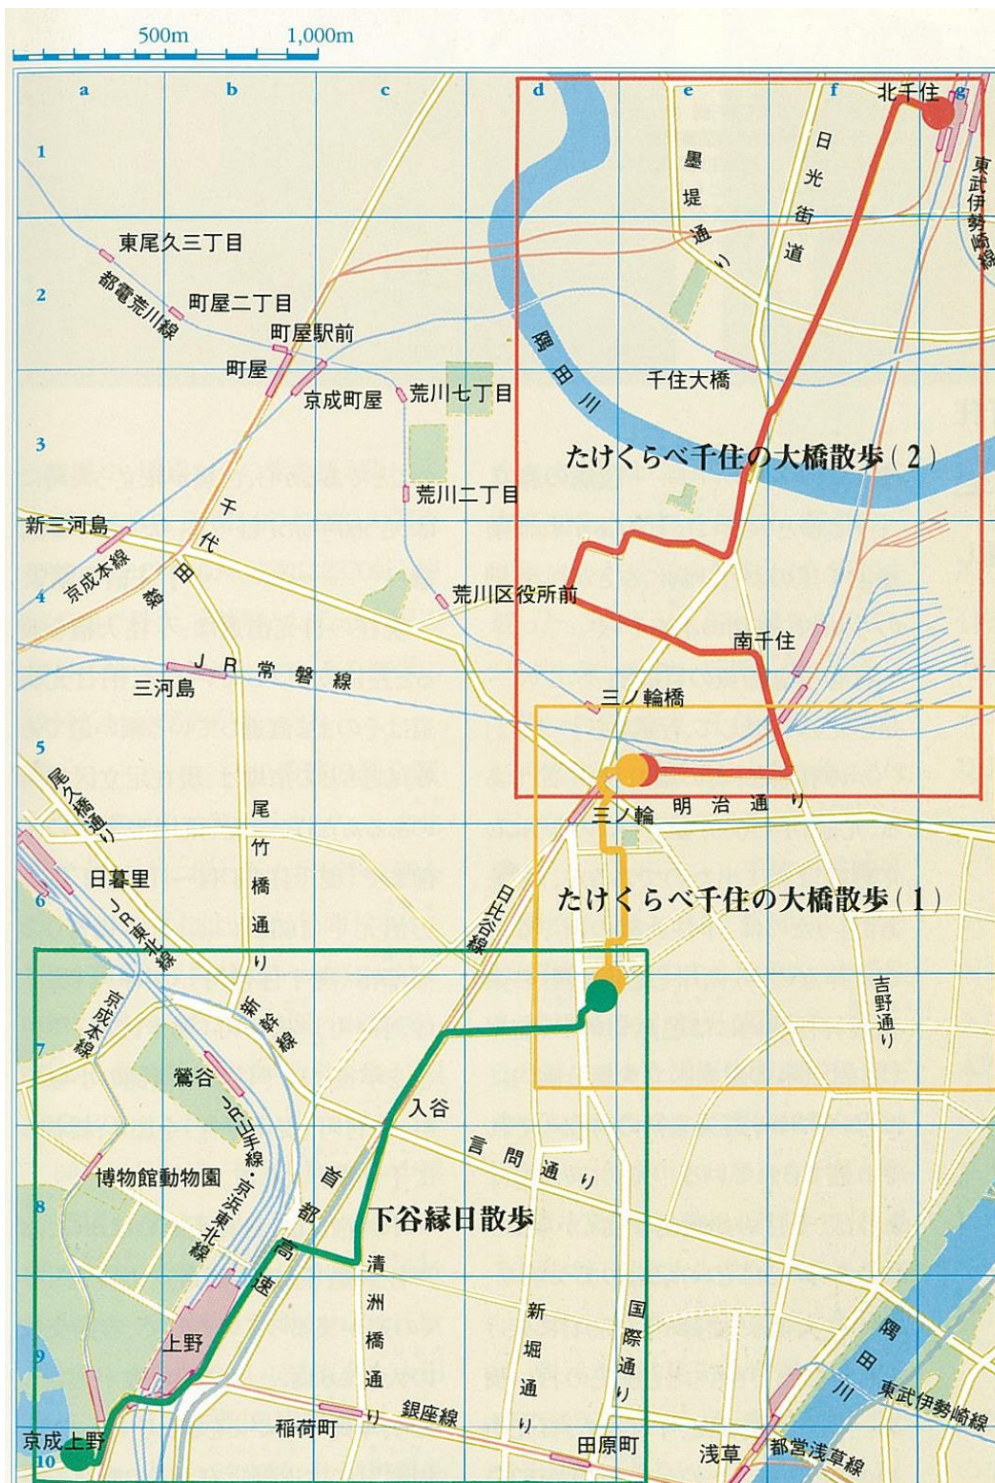 500m
1,000m
a
b
c
d
e
f
g
1
2
3
4
5
6
7
8
9
10
北千住
東武伊勢崎線
日光街道
墨堤通り
東尾久三丁目
都電荒川線
町屋二丁目
町屋駅前
町屋
京成町屋
荒川七丁目
隅田川
千住大橋
たけくらべ千住の大橋散歩(2)
荒川二丁目
新三河島
京成本線
千代田線
荒川区役所前
南千住
JR常磐線
三河島
三ノ輪橋
尾久橋通り
尾竹橋通り
三ノ輪
明治通り
日暮里
JR東北線
日比谷線
たけくらべ千住の大橋散歩(1)
京成本線
新幹線
吉野通り
鶯谷
入谷
JR山手線・京浜東北線
言問通り
博物館動物園
首都高速
下谷縁日散歩
清洲橋通り
新堀通り
国際通り
隅田川
上野
東武伊勢崎線
京成上野
稲荷町
銀座線
田原町
浅草
都営浅草線